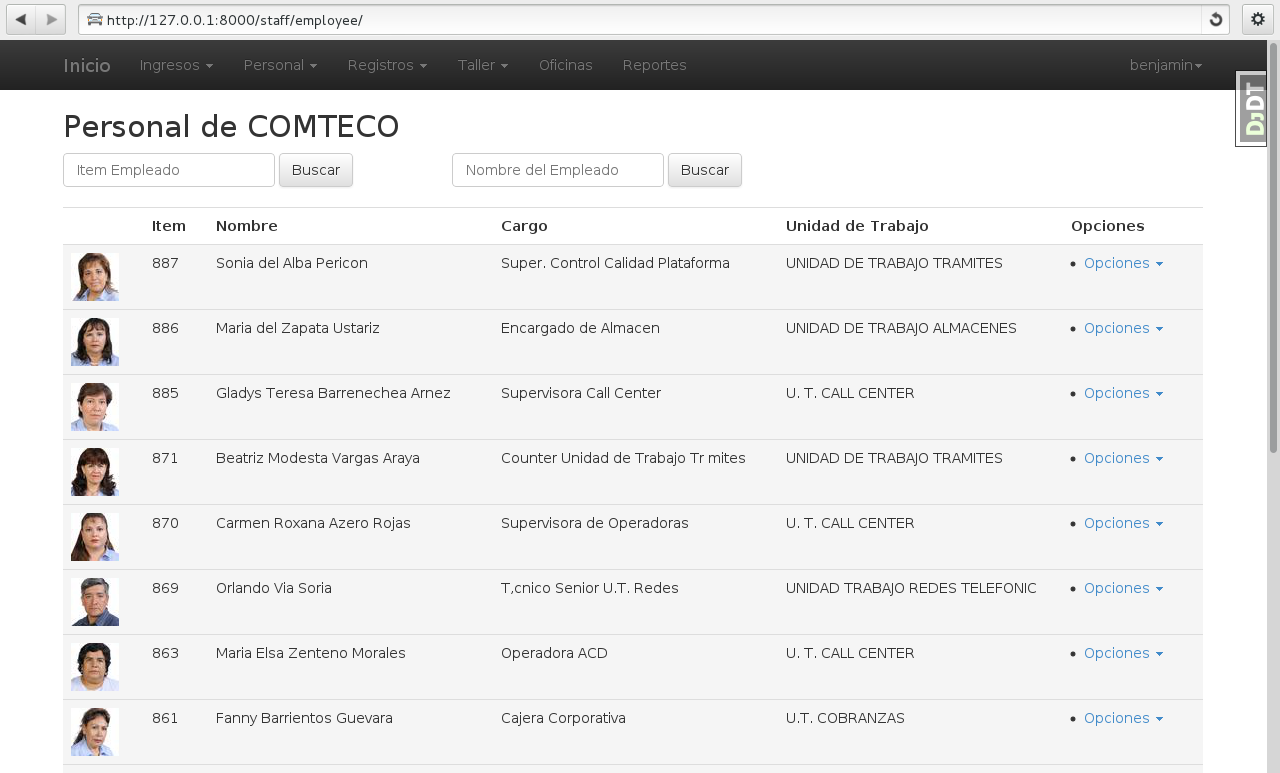 http://127.0.0.1:8000/staff/employee/
Inicio Ingresos Personal Registros Taller Oficinas Reportes benjamin
DjDT
Personal de COMTECO
Item Empleado Buscar Nombre del Empleado Buscar
Item Nombre Cargo Unidad de Trabajo Opciones
887 Sonia del Alba Pericon Super. Control Calidad Plataforma UNIDAD DE TRABAJO TRAMITES • Opciones
886 Maria del Zapata Ustariz Encargado de Almacen UNIDAD DE TRABAJO ALMACENES • Opciones
885 Gladys Teresa Barrenechea Arnez Supervisora Call Center U. T. CALL CENTER • Opciones
871 Beatriz Modesta Vargas Araya Counter Unidad de Trabajo Tr mites UNIDAD DE TRABAJO TRAMITES • Opciones
870 Carmen Roxana Azero Rojas Supervisora de Operadoras U. T. CALL CENTER • Opciones
869 Orlando Via Soria T,cnico Senior U.T. Redes UNIDAD TRABAJO REDES TELEFONIC • Opciones
863 Maria Elsa Zenteno Morales Operadora ACD U. T. CALL CENTER • Opciones
861 Fanny Barrientos Guevara Cajera Corporativa U.T. COBRANZAS • Opciones